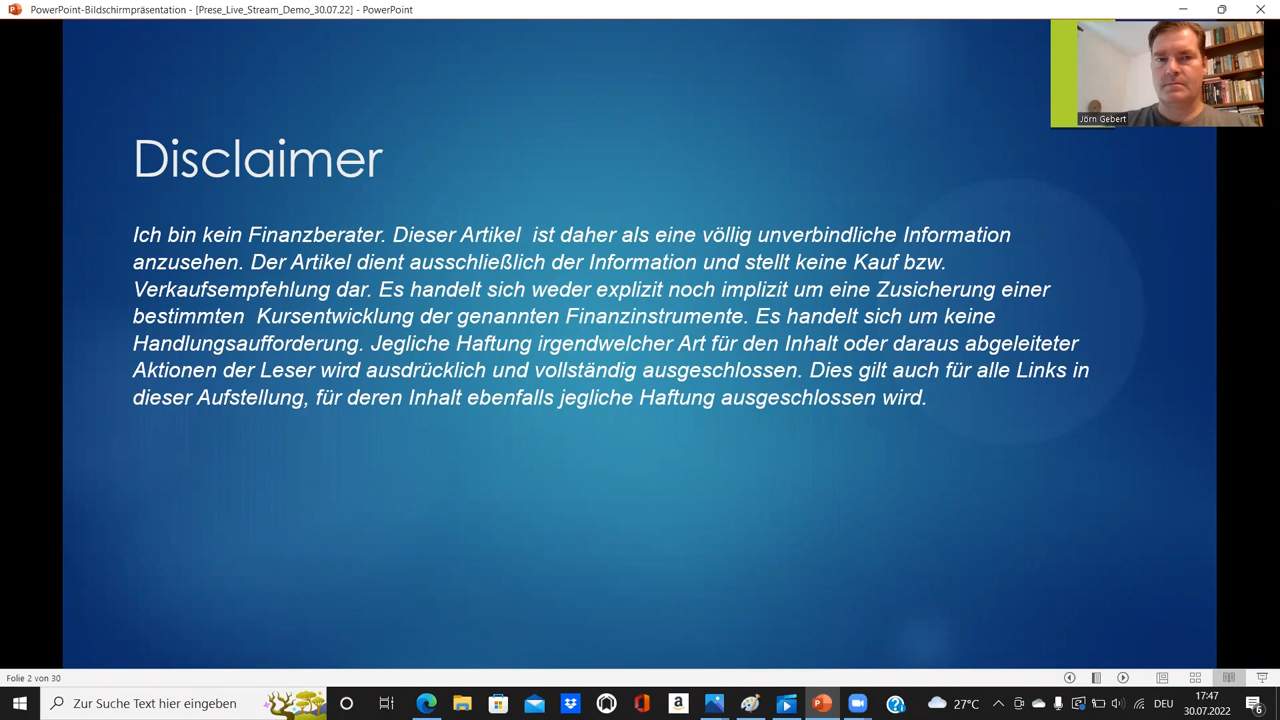 PowerPoint-Bildschirmpräsentation - [Prese_Live_Stream_Demo_30.07.22] - PowerPoint
Jörn Gebert
Disclaimer
Ich bin kein Finanzberater. Dieser Artikel  ist daher als eine völlig unverbindliche Information
anzusehen. Der Artikel dient ausschließlich der Information und stellt keine Kauf bzw.
Verkaufsempfehlung dar. Es handelt sich weder explizit noch implizit um eine Zusicherung einer
bestimmten  Kursentwicklung der genannten Finanzinstrumente. Es handelt sich um keine
Handlungsaufforderung. Jegliche Haftung irgendwelcher Art für den Inhalt oder daraus abgeleiteter
Aktionen der Leser wird ausdrücklich und vollständig ausgeschlossen. Dies gilt auch für alle Links in
dieser Aufstellung, für deren Inhalt ebenfalls jegliche Haftung ausgeschlossen wird.
Folie 2 von 30
Zur Suche Text hier eingeben
27°C
DEU
17:47
30.07.2022
6